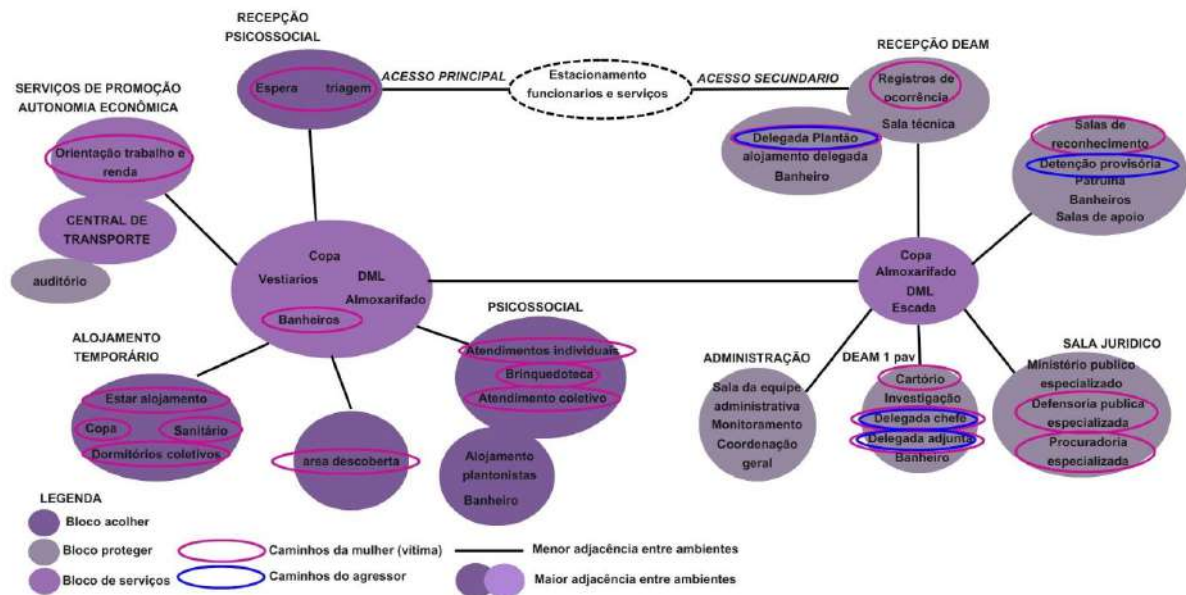 RECEPÇÃO
PSICOSSOCIAL
Espera triagem
ACESSO PRINCIPAL
Estacionamento
funcionarios e serviços
ACESSO SECUNDARIO
RECEPÇÃO DEAM
Registros de
ocorrência
Sala técnica
Delegada Plantão
alojamento delegada
Banheiro
Salas de
reconhecimento
Detenção provisória
Patrulha
Banheiros
Salas de apoio
SERVIÇOS DE PROMOÇÃO
AUTONOMIA ECONÔMICA
Orientação trabalho e
renda
CENTRAL DE
TRANSPORTE
auditório
Copa
Vestiarios DML
Almoxarifado
Banheiros
Copa
Almoxarifado
DML
Escada
ALOJAMENTO
TEMPORÁRIO
Estar alojamento
Copa Sanitário
Dormitórios coletivos
area descoberta
PSICOSSOCIAL
Atendimentos individuais
Brinquedoteca
Atendimento coletivo
Alojamento
plantonistas
Banheiro
ADMINISTRAÇÃO
Sala da equipe
administrativa
Monitoramento
Coordenação
geral
DEAM 1 pav
Cartório
Investigação
Delegada chefe
Delegada adjunta
Banheiro
SALA JURIDICO
Ministério publico
especializado
Defensoria publica
especializada
Procuradoria
especializada
LEGENDA
Bloco acolher
Bloco proteger
Bloco de serviços
Caminhos da mulher (vítima)
Caminhos do agressor
Menor adjacência entre ambientes
Maior adjacência entre ambientes